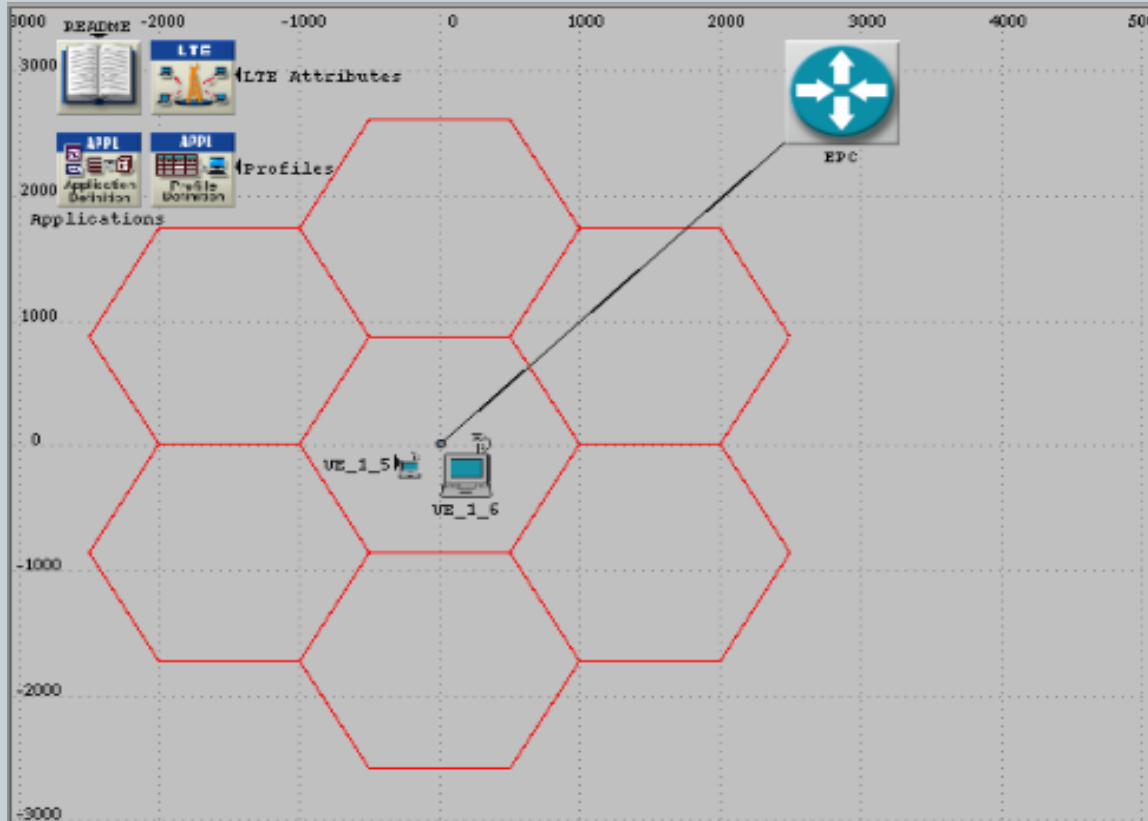 3000 -2000 -1000 0 1000 2000 3000 4000 50
README
LTE
3000
LTE Attributes
EPC
APPL APPL
Application Definition
Profile Definition
Profiles
2000
Applications
1000
0
UE_1_5
UE_1_6
-1000
-2000
-3000